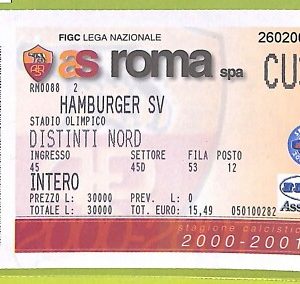 FIGC LEGA NAZIONALE
260200
as roma spa
CU
RM0088 2
HAMBURGER SV
STADIO OLIMPICO
DISTINTI NORD
INGRESSO SETTORE FILA POSTO
45 45D 53 12
INTERO
PREZZO L: 30000 PREV. L: 0
TOTALE L: 30000 TOT. EURO: 15,49 050100282
stagione calcistica
2000-2001